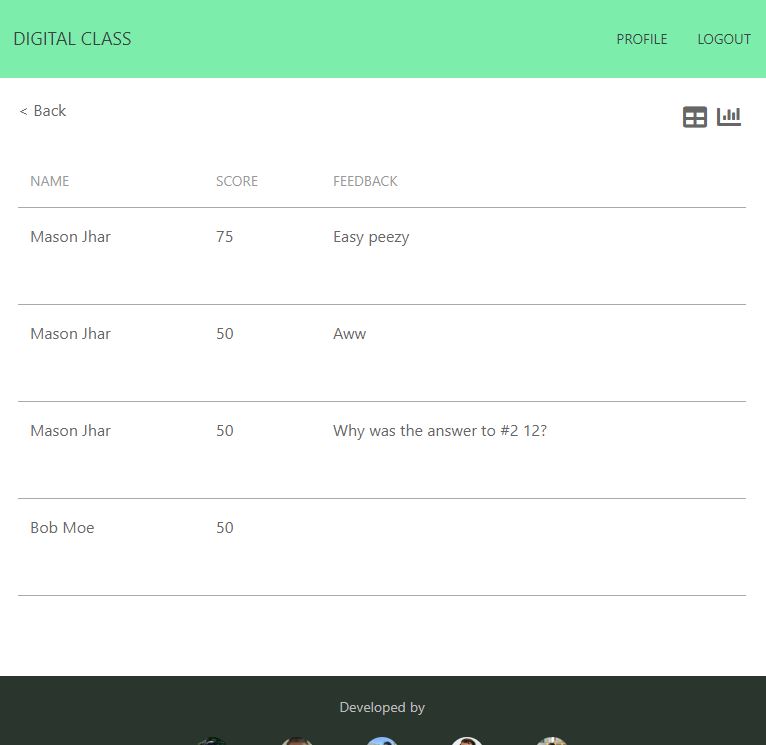 DIGITAL CLASS PROFILE LOGOUT
< Back
NAME SCORE FEEDBACK
Mason Jhar 75 Easy peezy
Mason Jhar 50 Aww
Mason Jhar 50 Why was the answer to #2 12?
Bob Moe 50
Developed by